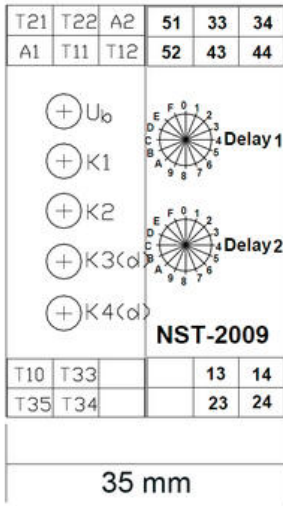 T21 T22 A2 51 33 34
A1 T11 T12 52 43 44
Ub
F 0 1 2 3 4 5 6 7 8 9 A B C D E
Delay 1
K1
K2
F 0 1 2 3 4 5 6 7 8 9 A B C D E
Delay 2
K3(d)
K4(d)
NST-2009
T10 T33 13 14
T35 T34 23 24
35 mm